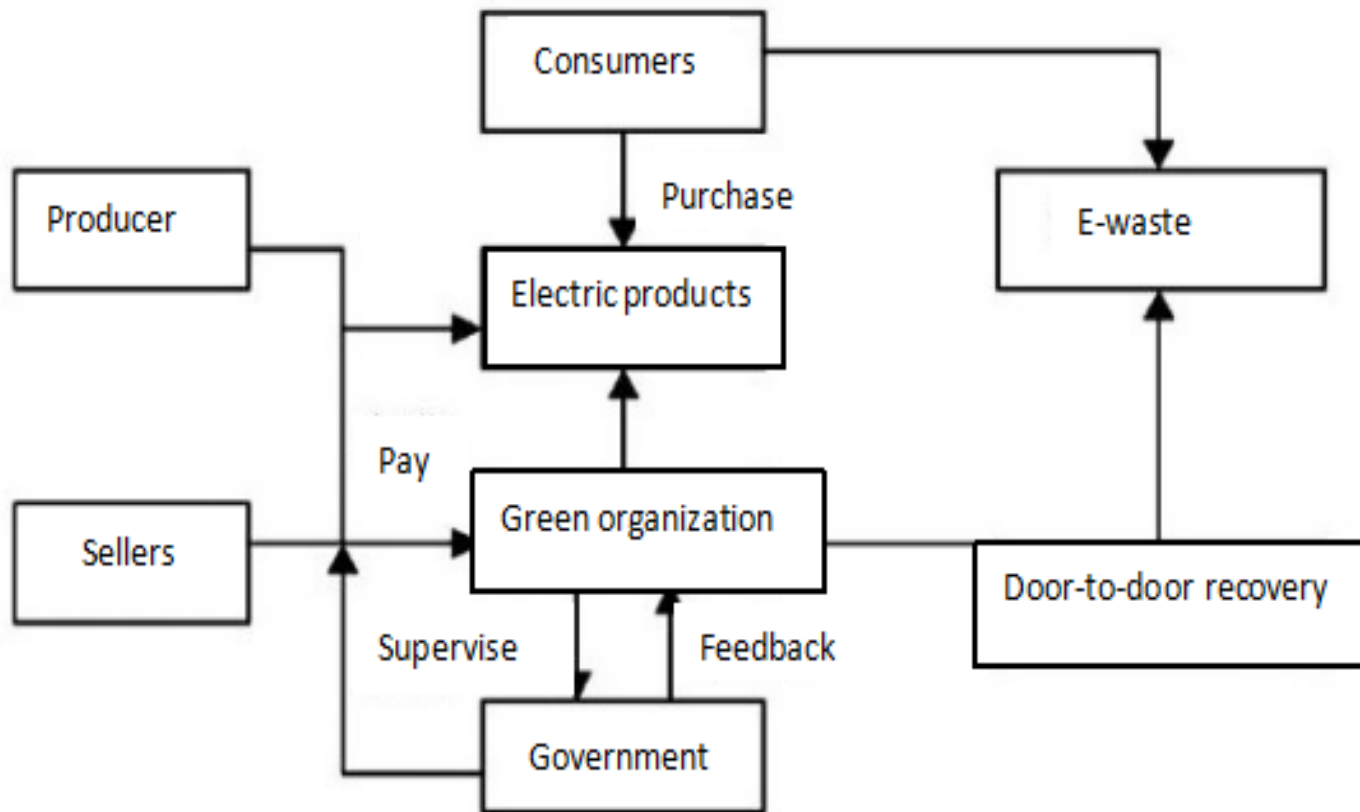 Consumers
Purchase
Producer
E-waste
Electric products
Pay
Green organization
Sellers
Door-to-door recovery
Supervise
Feedback
Government